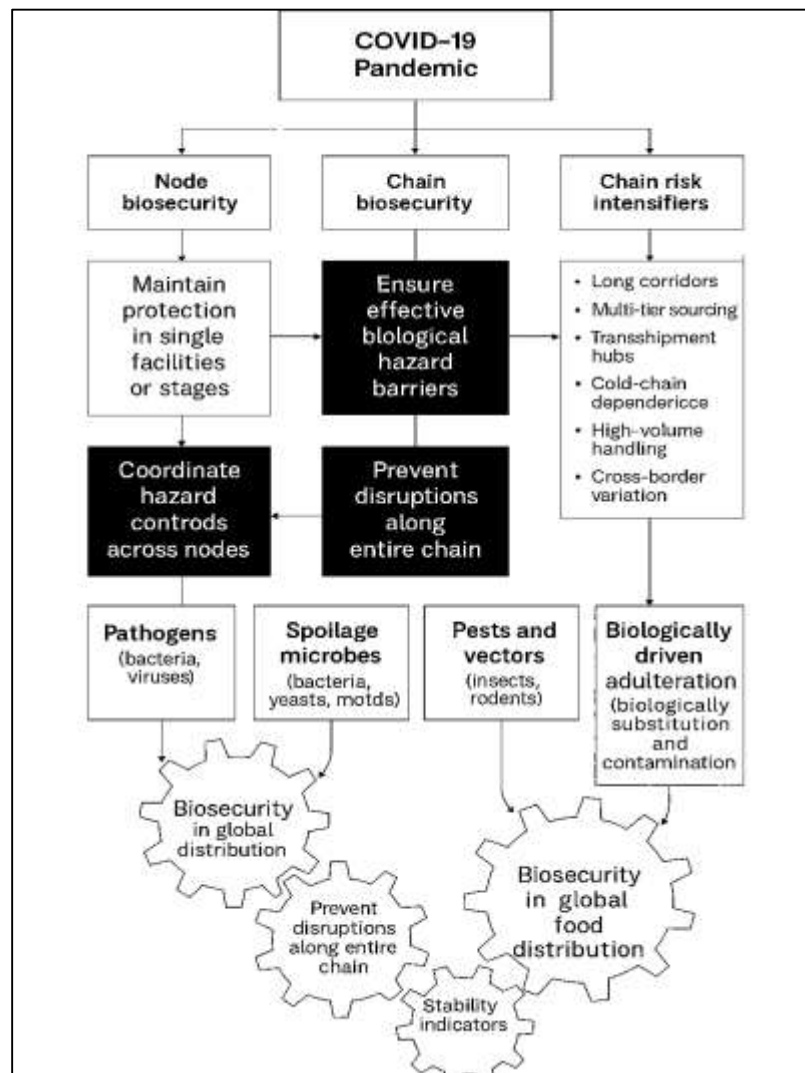 COVID-19
Pandemic
Node
biosecurity
Chain
biosecurity
Chain risk
intensifiers
Maintain
protection
in single
facilities
or stages
Ensure
effective
blological
hazard
barriers
• Long corridors
• Multi-tier sourcing
• Transshipment
hubs
• Cold-chain
dependericce
• High-volume
handling
• Cross-border
variation
Coordinate
hazard
controds
across nodes
Prevent
disruptions
along
entire chain
Pathogens
(bacteria,
viruses)
Spoilage
microbes
(bacteria,
yeasts, motds)
Pests and
vectors
(insects,
rodents)
Biologically
driven
adulteration
(biologically
substitution
and
contamination)
Biosecurity
in global
distribution
Prevent
disruptions
along entire
chain
Biosecurity
in global
food
distribution
Stability
indicators